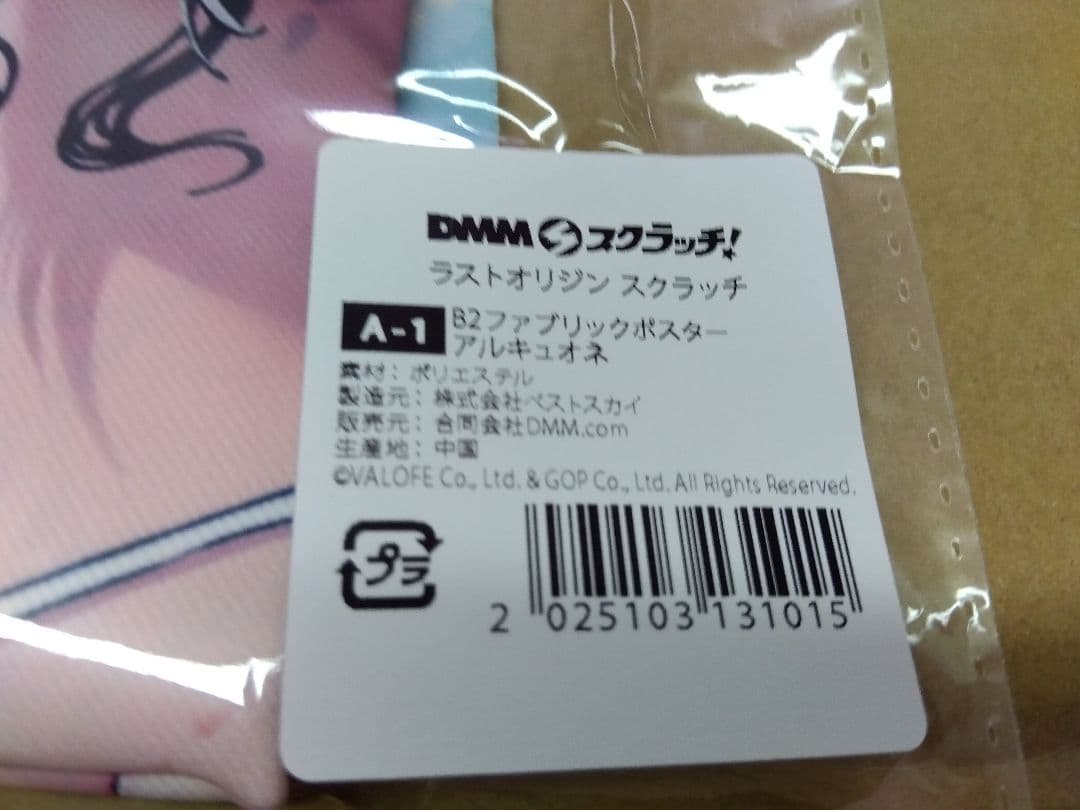 DMMスクラッチ!
ラストオリジン スクラッチ
A-1 B2ファブリックポスター
アルキュオネ
素材：ポリエステル
製造元：株式会社ベストスカイ
販売元：合同会社DMM.com
生産地：中国
©VALOFE Co., Ltd. & GOP Co., Ltd. All Rights Reserved.
プラ
2 025103 131015